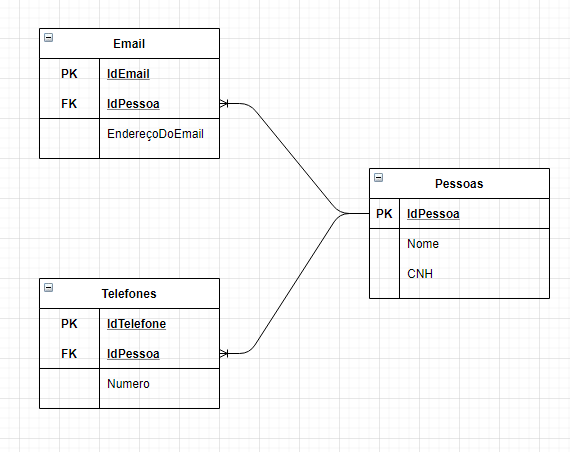 Email
PK IdEmail
FK IdPessoa
EndereçoDoEmail
Pessoas
PK IdPessoa
Nome
CNH
Telefones
PK IdTelefone
FK IdPessoa
Numero